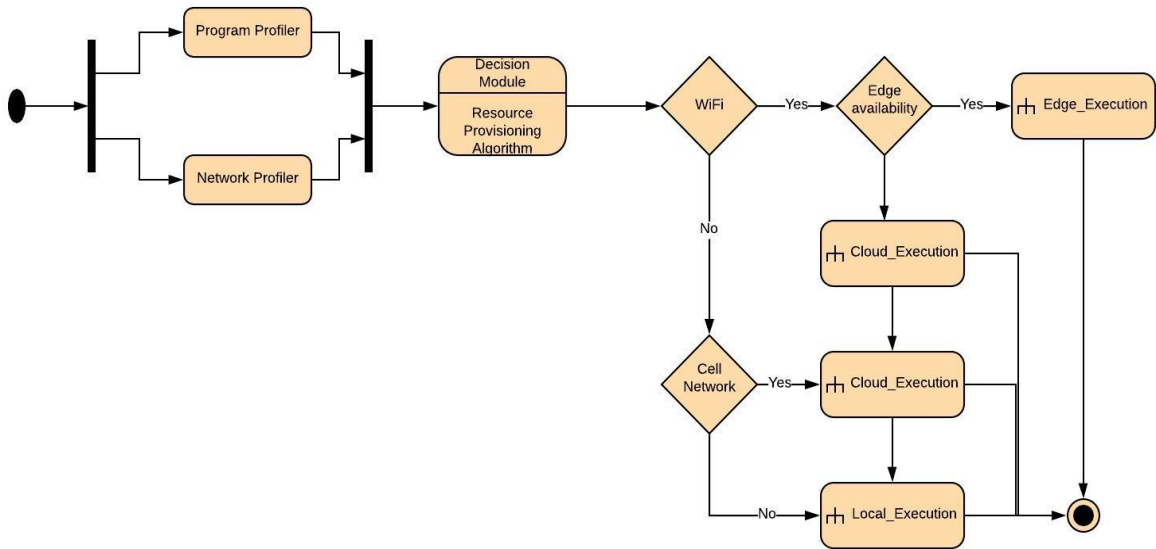 Program Profiler
Network Profiler
Decision
Module
Resource
Provisioning
Algorithm
WiFi
Yes
Edge
availability
Yes
Edge_Execution
No
Cloud_Execution
Cell
Network
Yes
Cloud_Execution
No
Local_Execution